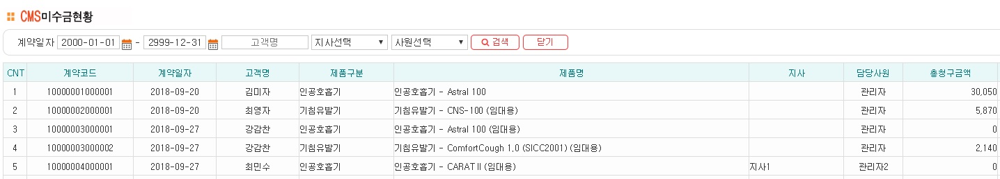 CMS미수금현황
계약일자 2000-01-01 - 2999-12-31 고객명 지사선택 사원선택 검색 닫기
CNT 계약코드 계약일자 고객명 제품구분 제품명 지사 담당사원 총청구금액
1 10000001000001 2018-09-20 김미자 인공호흡기 인공호흡기 - Astral 100 관리자 30,050
2 10000002000001 2018-09-20 최영자 기침유발기 기침유발기 - CNS-100 (임대용) 관리자 5,870
3 10000003000001 2018-09-27 강감찬 인공호흡기 인공호흡기 - Astral 100 (임대용) 관리자 0
4 10000003000002 2018-09-27 강감찬 기침유발기 기침유발기 - ComfortCough 1.0 (SICC2001) (임대용) 관리자 2,140
5 10000004000001 2018-09-27 최민수 인공호흡기 인공호흡기 - CARAT II (임대용) 지사1 관리자2 0